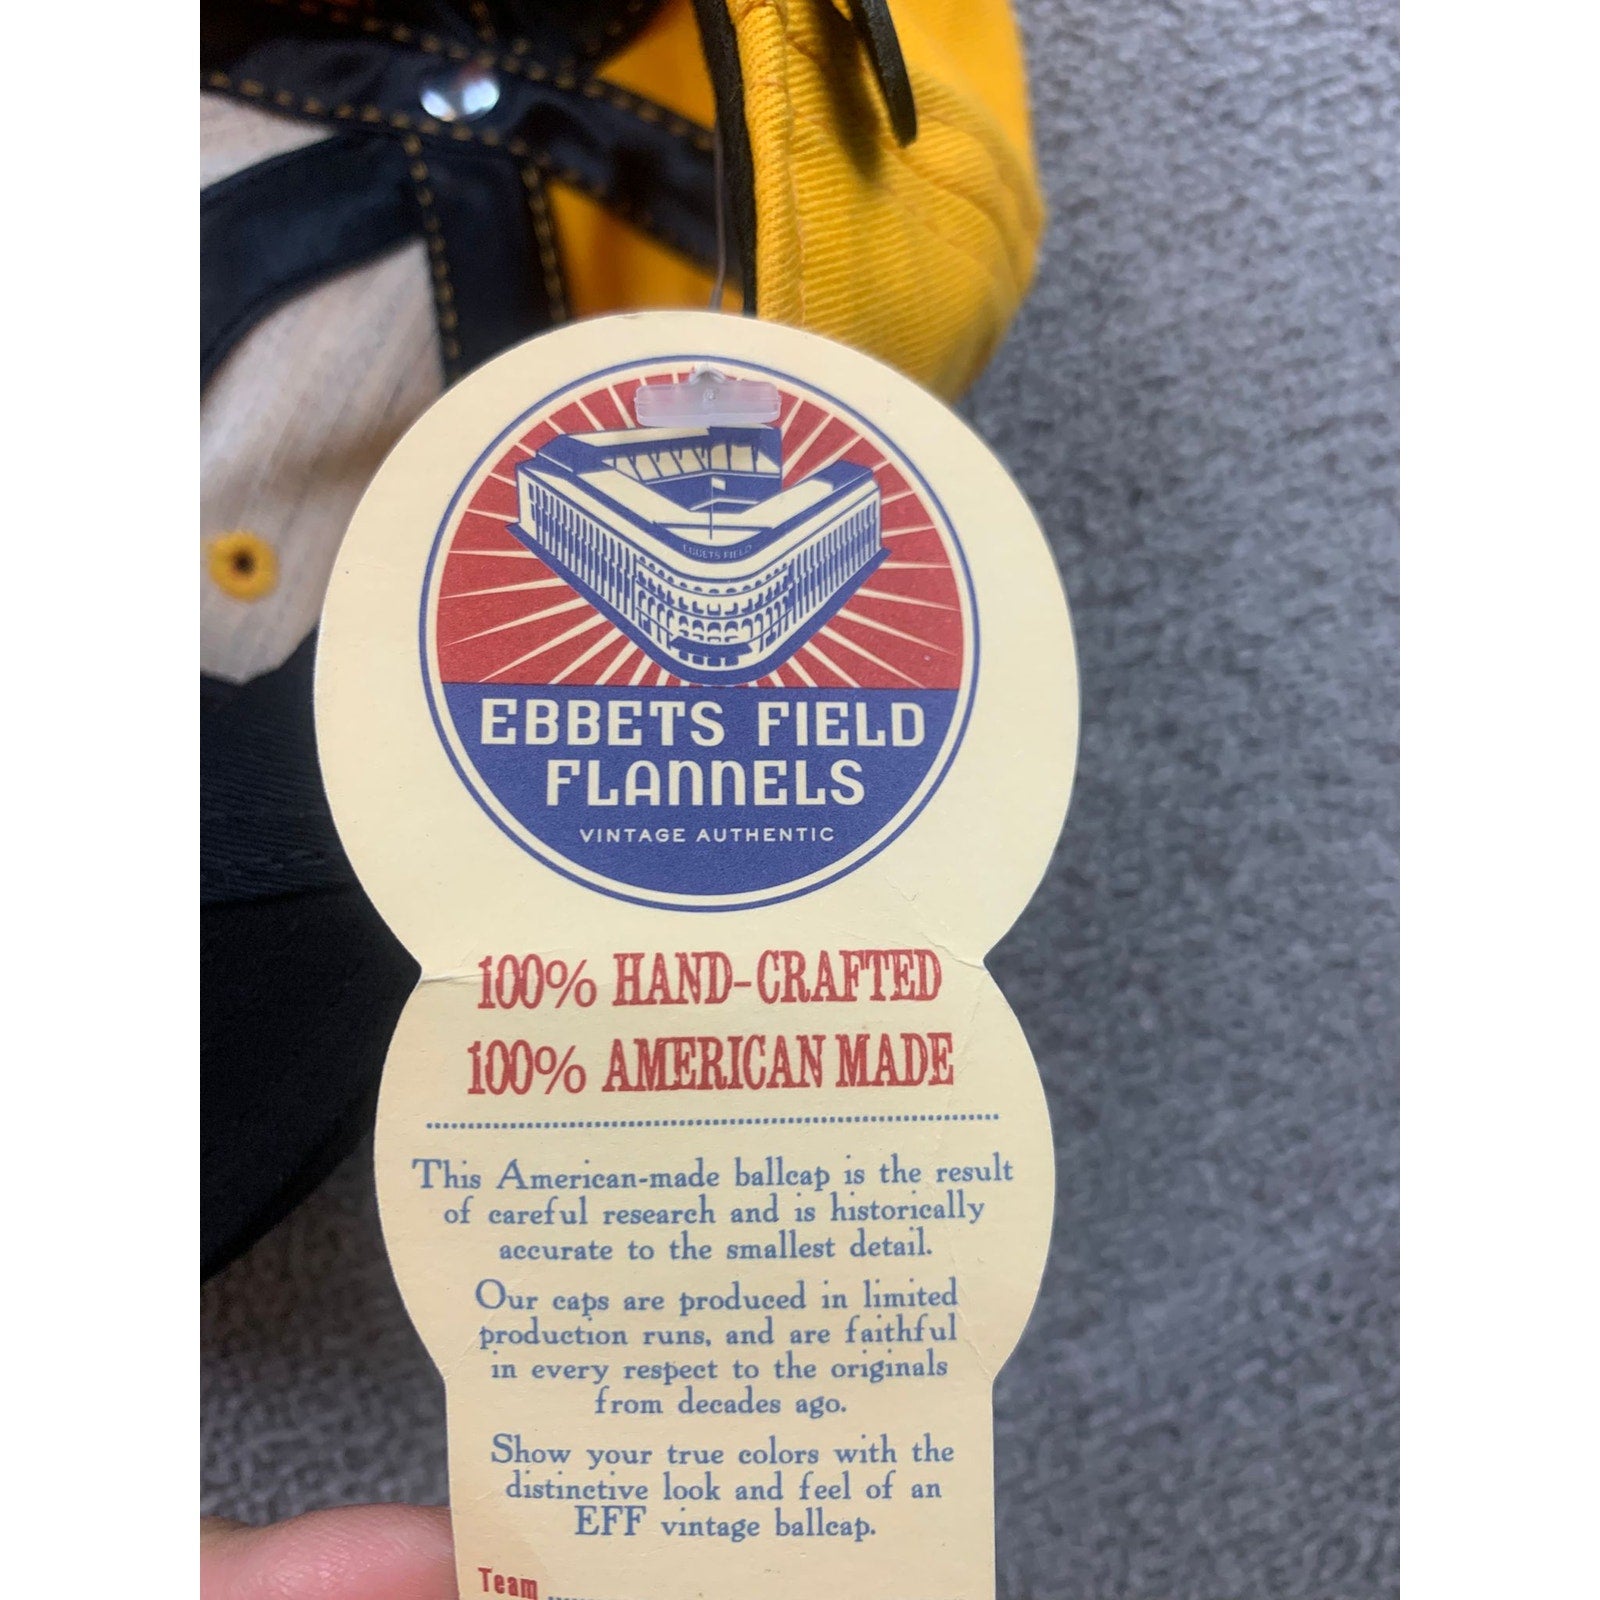 EBBETS FIELD
EBBETS FIELD
FLANNELS
VINTAGE AUTHENTIC
100% HAND-CRAFTED
100% AMERICAN MADE
This American-made ballcap is the result
of careful research and is historically
accurate to the smallest detail.
Our caps are produced in limited
production runs, and are faithful
in every respect to the originals
from decades ago.
Show your true colors with the
distinctive look and feel of an
EFF vintage ballcap.
Team